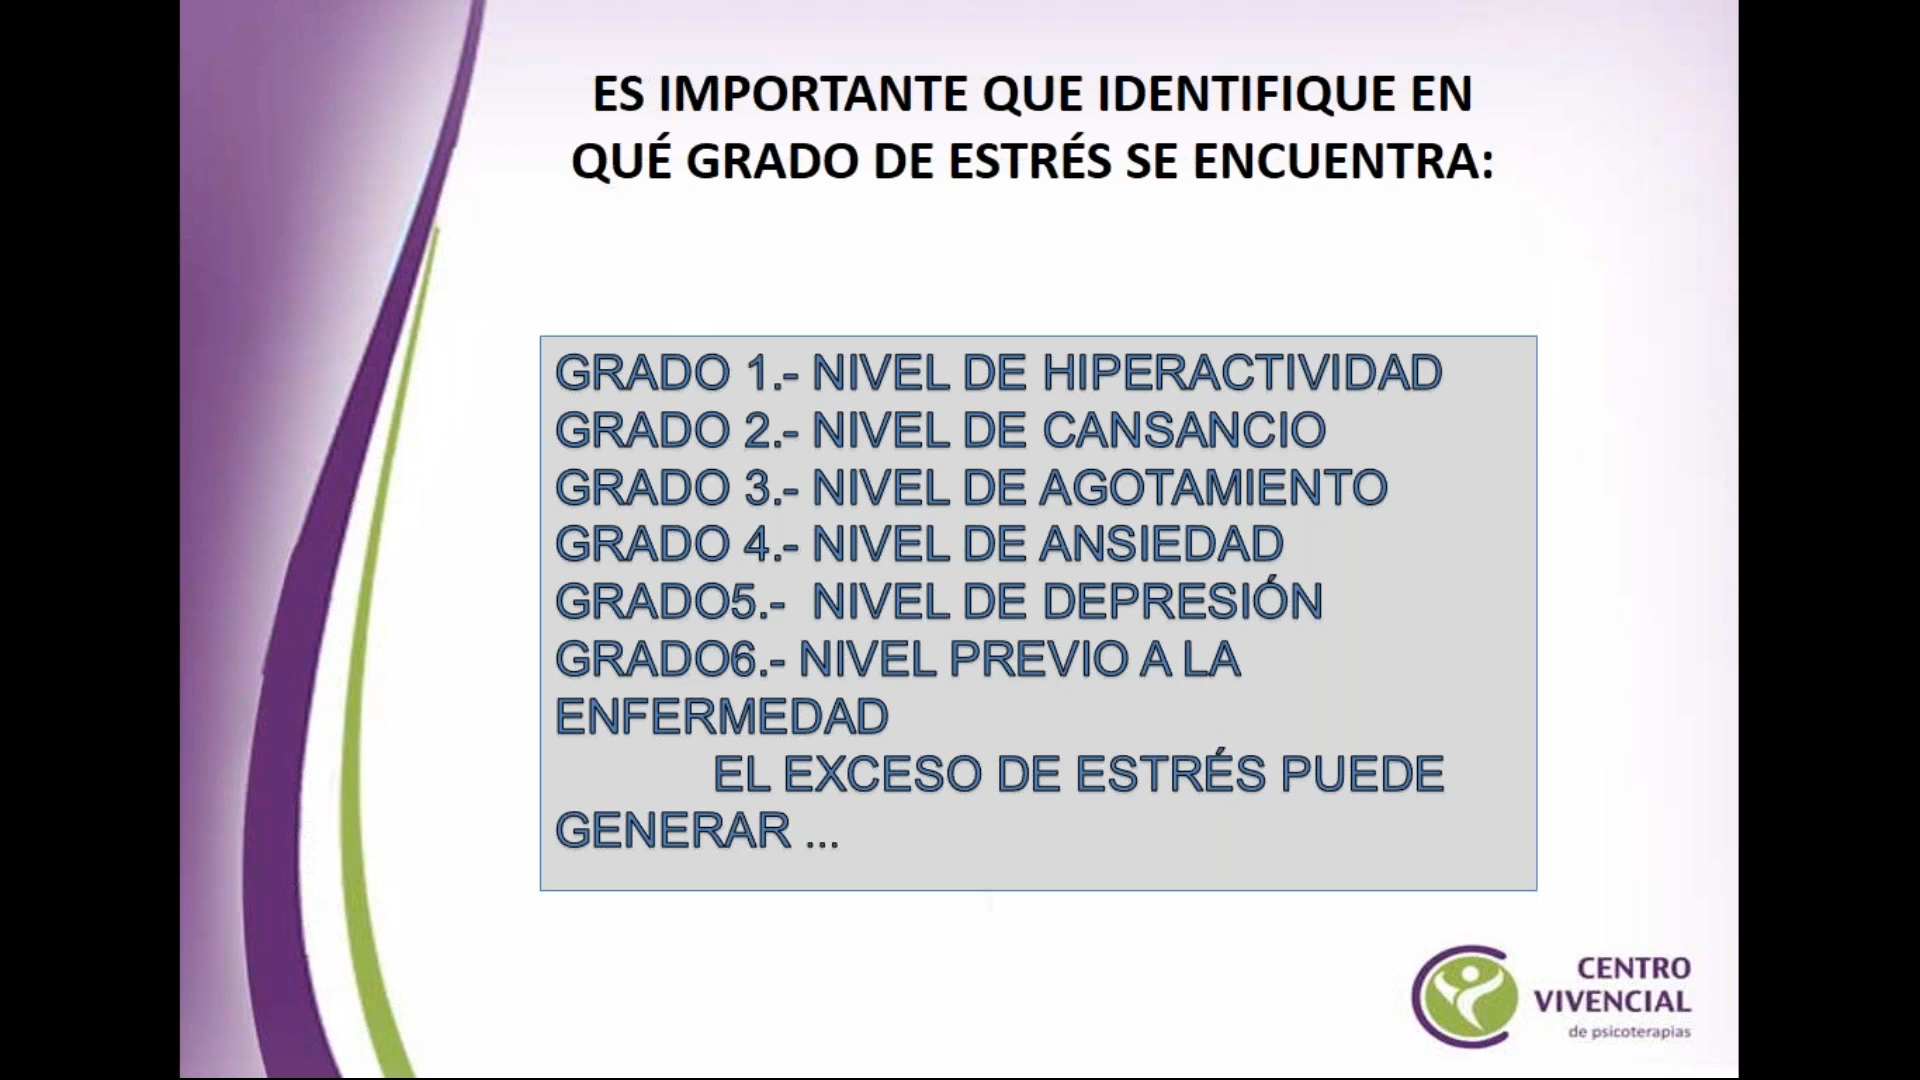 ES IMPORTANTE QUE IDENTIFIQUE EN
QUÉ GRADO DE ESTRÉS SE ENCUENTRA:
GRADO 1.- NIVEL DE HIPERACTIVIDAD
GRADO 2.- NIVEL DE CANSANCIO
GRADO 3.- NIVEL DE AGOTAMIENTO
GRADO 4.- NIVEL DE ANSIEDAD
GRADO5.- NIVEL DE DEPRESIÓN
GRADO6.- NIVEL PREVIO A LA
ENFERMEDAD
EL EXCESO DE ESTRÉS PUEDE
GENERAR ...
CENTRO
VIVENCIAL
de psicoterapias